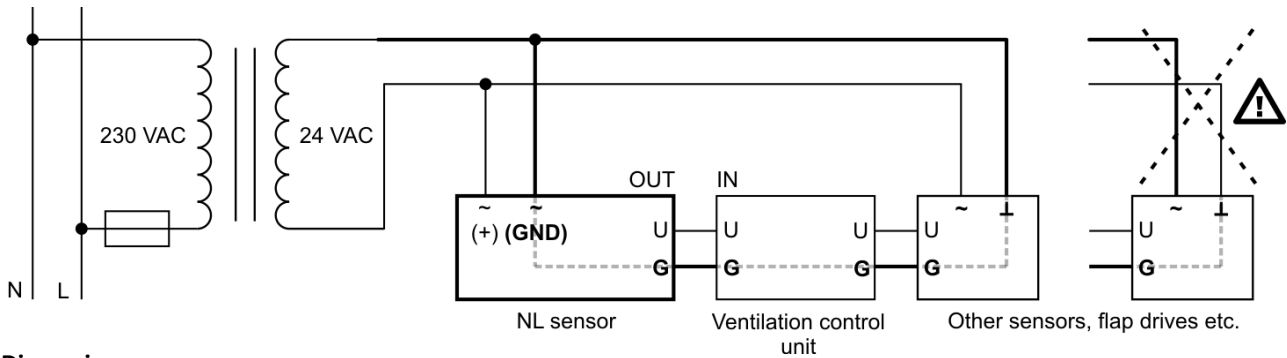 230 VAC
24 VAC
OUT IN
~ ~ ~ ⊥ ~ ⊥
(+) (GND) U U U U U
G G G G G
N L
NL sensor
Ventilation control
unit
Other sensors, flap drives etc.